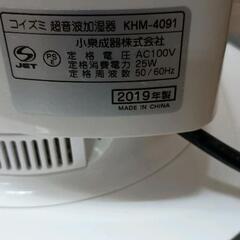 コイズミ 超音波加湿器 KHM-4091
小泉成器株式会社
JET
PS E
定格電圧 AC100V
定格消費電力 25W
定格周波数 50/60Hz
2019年製
MADE IN CHINA